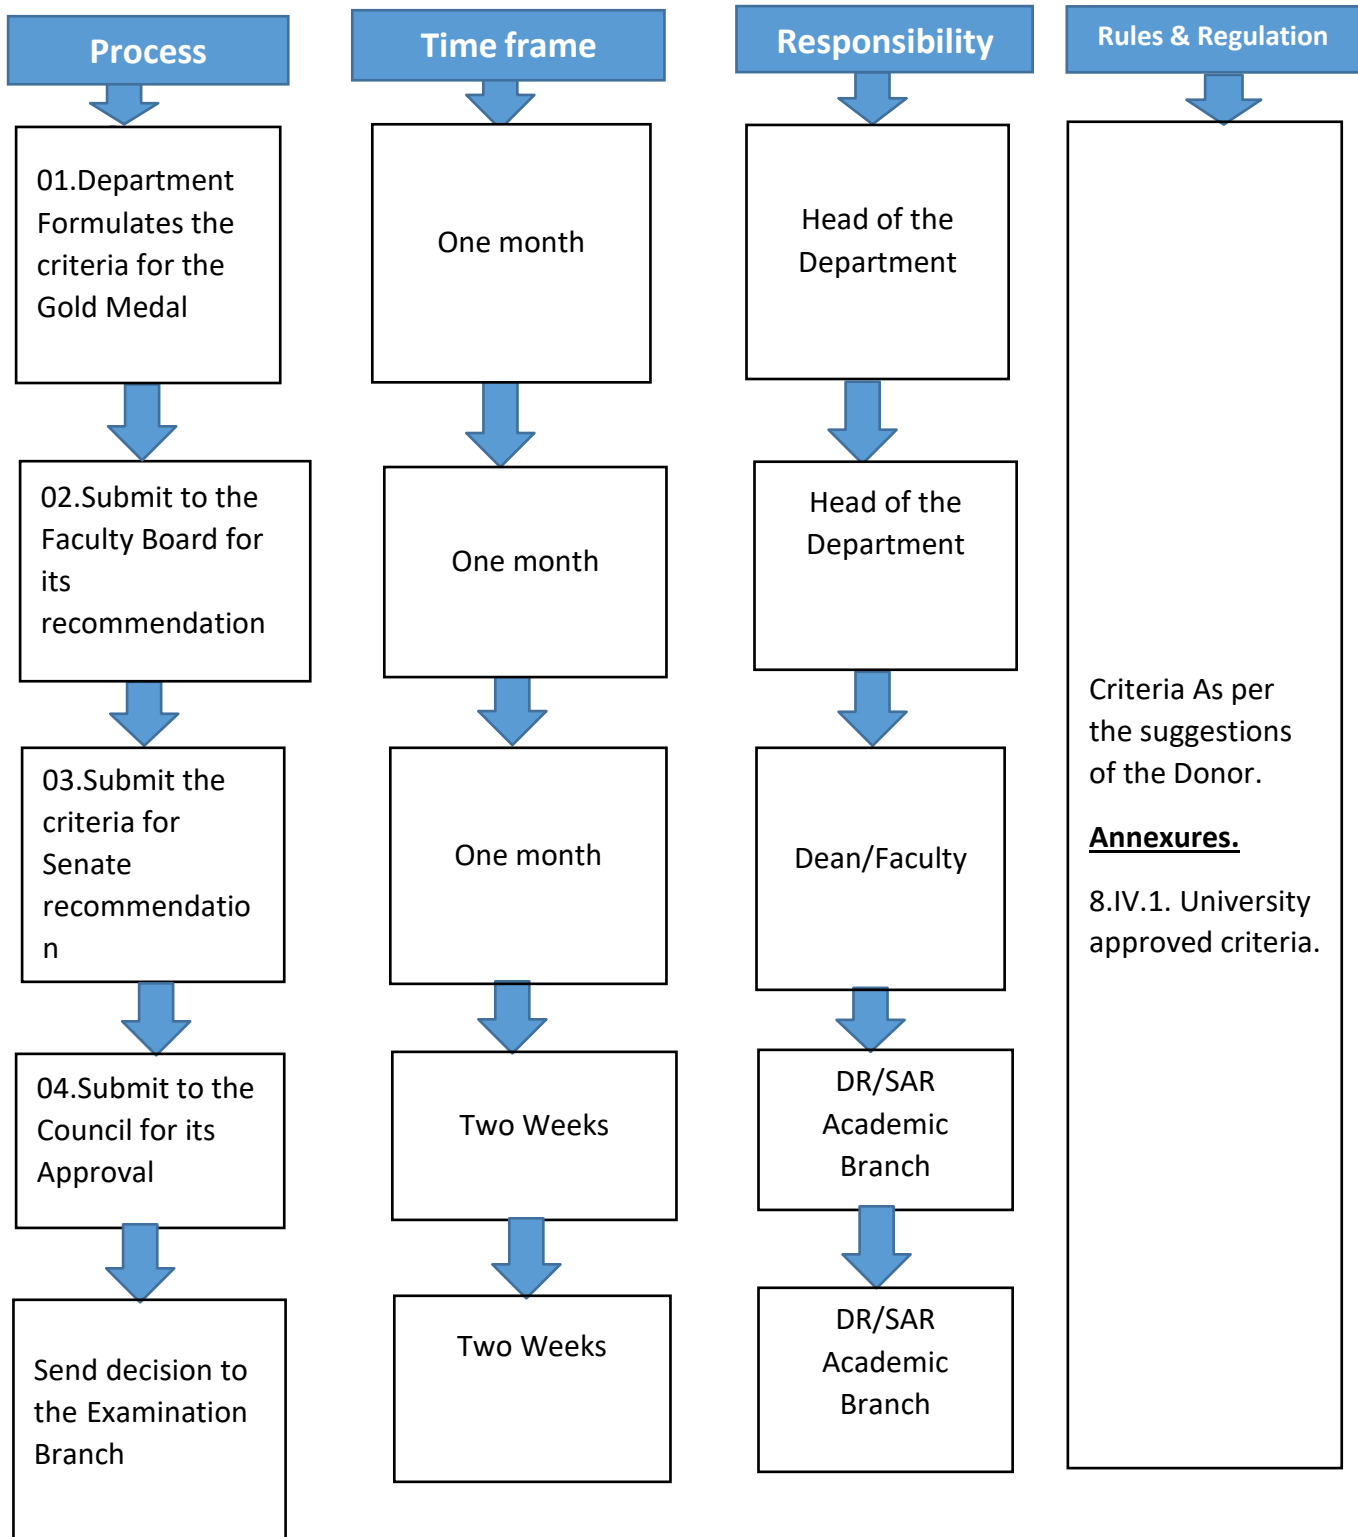 Process
Time frame
Responsibility
Rules & Regulation
01.Department
Formulates the
criteria for the
Gold Medal
One month
Head of the
Department
02.Submit to the
Faculty Board for
its
recommendation
One month
Head of the
Department
03.Submit the
criteria for
Senate
recommendatio
n
One month
Dean/Faculty
04.Submit to the
Council for its
Approval
Two Weeks
DR/SAR
Academic
Branch
Send decision to
the Examination
Branch
Two Weeks
DR/SAR
Academic
Branch
Criteria As per
the suggestions
of the Donor.
Annexures.
8.IV.1. University
approved criteria.